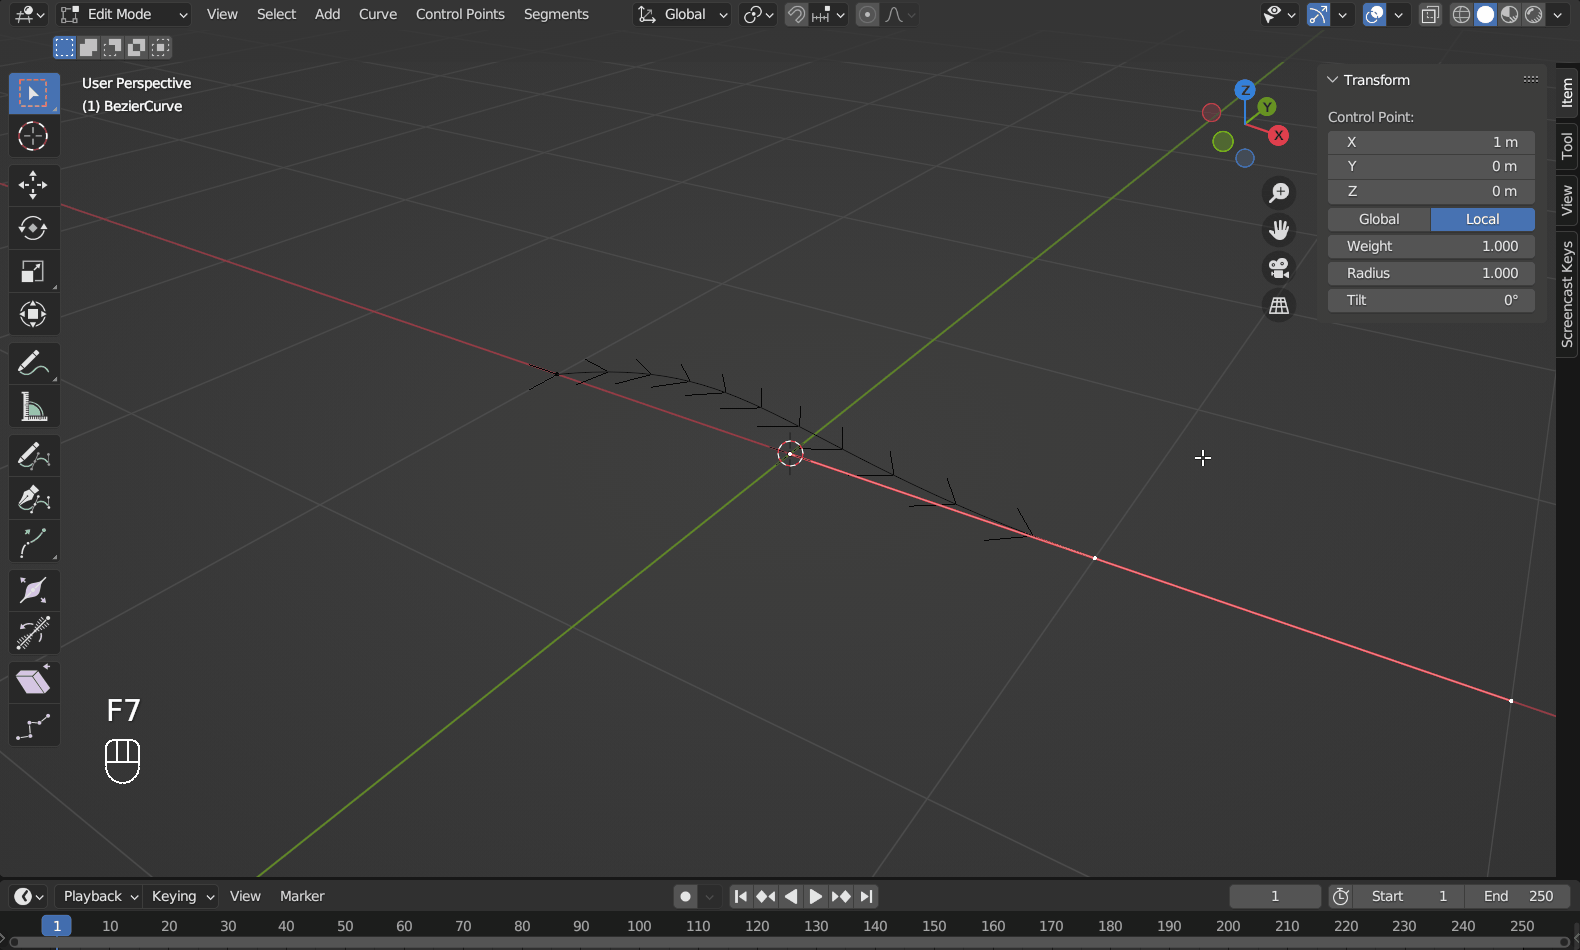 Edit Mode View Select Add Curve Control Points Segments Global
User Perspective
(1) BezierCurve
Z
Y
X
Transform
Control Point:
X 1 m
Y 0 m
Z 0 m
Global Local
Weight 1.000
Radius 1.000
Tilt 0°
Item
Tool
View
Screencast Keys
F7
Playback Keying View Marker 1 Start 1 End 250
1 10 20 30 40 50 60 70 80 90 100 110 120 130 140 150 160 170 180 190 200 210 220 230 240 250